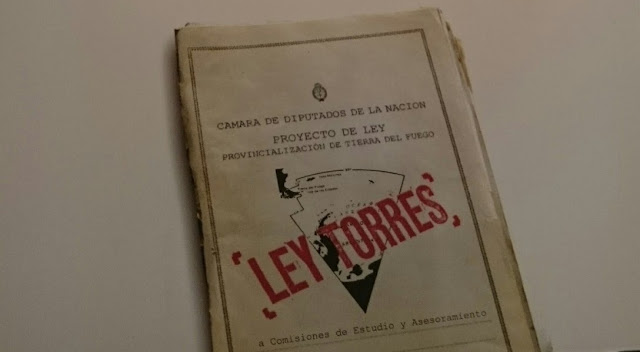 CAMARA DE DIPUTADOS DE LA NACION
PROYECTO DE LEY
PROVINCIALIZACIÓN DE TIERRA DEL FUEGO
LEY TORRES
a Comisiones de Estudio y Asesoramiento